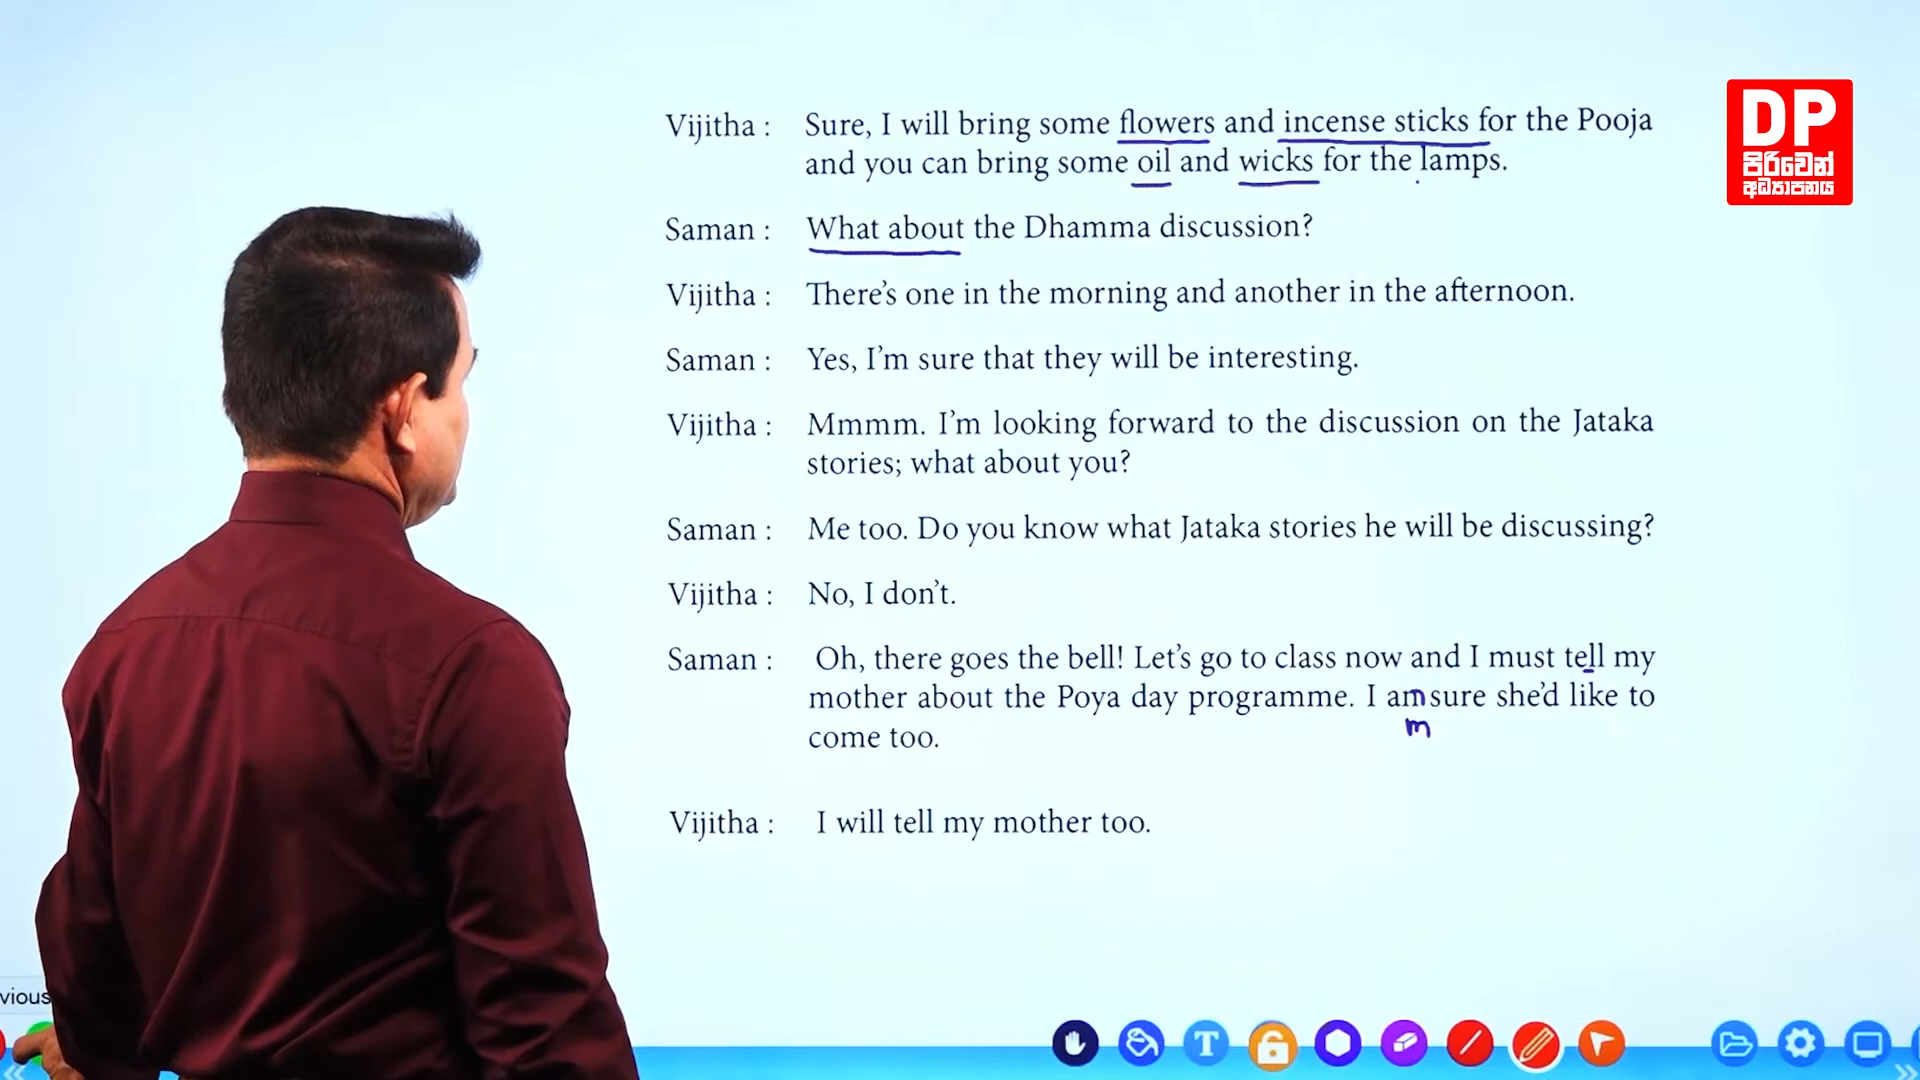 DP
පිරිවෙන්
අධ්‍යාපනය
Vijitha : Sure, I will bring some flowers and incense sticks for the Pooja
and you can bring some oil and wicks for the lamps.
Saman : What about the Dhamma discussion?
Vijitha : There's one in the morning and another in the afternoon.
Saman : Yes, I'm sure that they will be interesting.
Vijitha : Mmmm. I'm looking forward to the discussion on the Jataka
stories; what about you?
Saman : Me too. Do you know what Jataka stories he will be discussing?
Vijitha : No, I don't.
Saman : Oh, there goes the bell! Let's go to class now and I must tell my
mother about the Poya day programme. I am sure she'd like to
m
come too.
Vijitha : I will tell my mother too.
vious
T